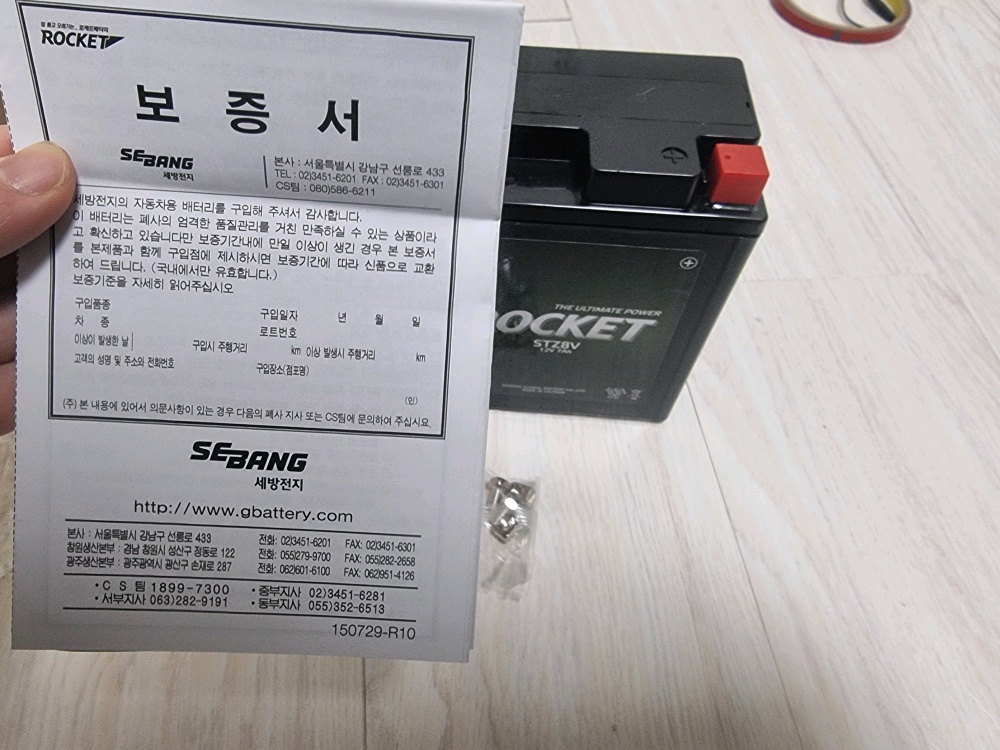 힘 좋고 오래가는.. 로케트배터리
ROCKET
보 증 서
SEBANG
세방전지
본사 : 서울특별시 강남구 선릉로 433
TEL : 02)3451-6201 FAX : 02)3451-6301
CS팀 : 080)586-6211
세방전지의 자동차용 배터리를 구입해 주셔서 감사합니다.
이 배터리는 폐사의 엄격한 품질관리를 거친 만족하실 수 있는 상품이라
고 확신하고 있습니다만 보증기간내에 만일 이상이 생긴 경우 본 보증서
를 본제품과 함께 구입점에 제시하시면 보증기간에 따라 신품으로 교환
하여 드립니다. (국내에서만 유효합니다.)
보증기준을 자세히 읽어주십시오
구입품종
구입일자 년 월 일
차 종
로트번호
이상이 발생한 날
구입시 주행거리 km 이상 발생시 주행거리 km
고객의 성명 및 주소와 전화번호
구입장소(점포명)
(인)
(주) 본 내용에 있어서 의문사항이 있는 경우 다음의 폐사 지사 또는 CS팀에 문의하여 주십시요.
SEBANG
세방전지
http://www.gbattery.com
본사 : 서울특별시 강남구 선릉로 433 전화: 02)3451-6201 FAX: 02)3451-6301
창원생산본부 : 경남 창원시 성산구 정동로 122 전화: 055)279-9700 FAX: 055)282-2658
광주생산본부 : 광주광역시 광산구 손재로 287 전화: 062)601-6100 FAX: 062)951-4126
• C S 팀 1899-7300 • 중부지사 02)3451-6281
• 서부지사 063)282-9191 • 동부지사 055)352-6513
150729-R10
THE ULTIMATE POWER
OCKET
STZ8V
12V 7Ah